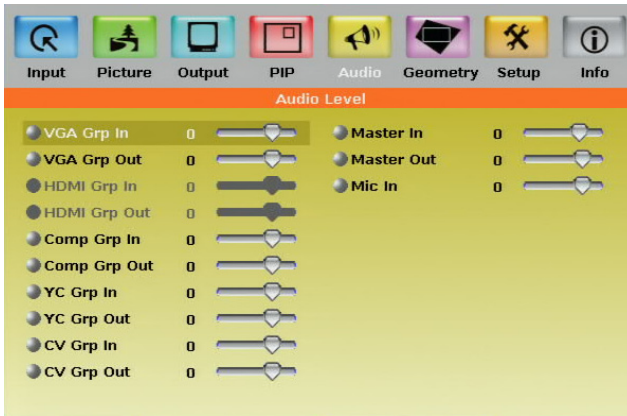 Input Picture Output PIP Audio Geometry Setup Info
Audio Level
VGA Grp In 0
VGA Grp Out 0
HDMI Grp In 0
HDMI Grp Out 0
Comp Grp In 0
Comp Grp Out 0
YC Grp In 0
YC Grp Out 0
CV Grp In 0
CV Grp Out 0
Master In 0
Master Out 0
Mic In 0